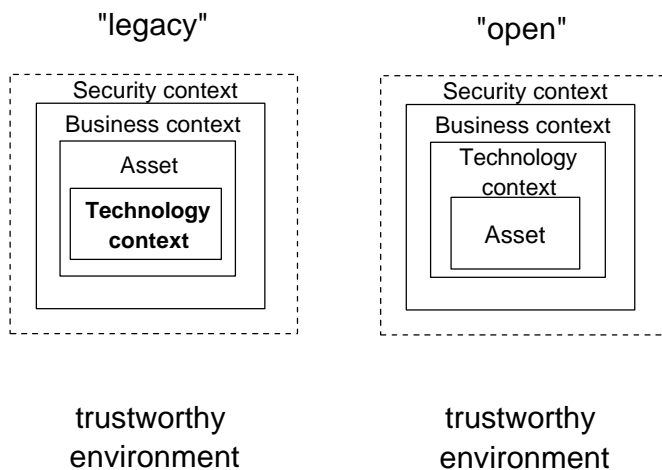 "legacy"
Security context
Business context
Asset
Technology
context
trustworthy
environment
"open"
Security context
Business context
Technology
context
Asset
trustworthy
environment